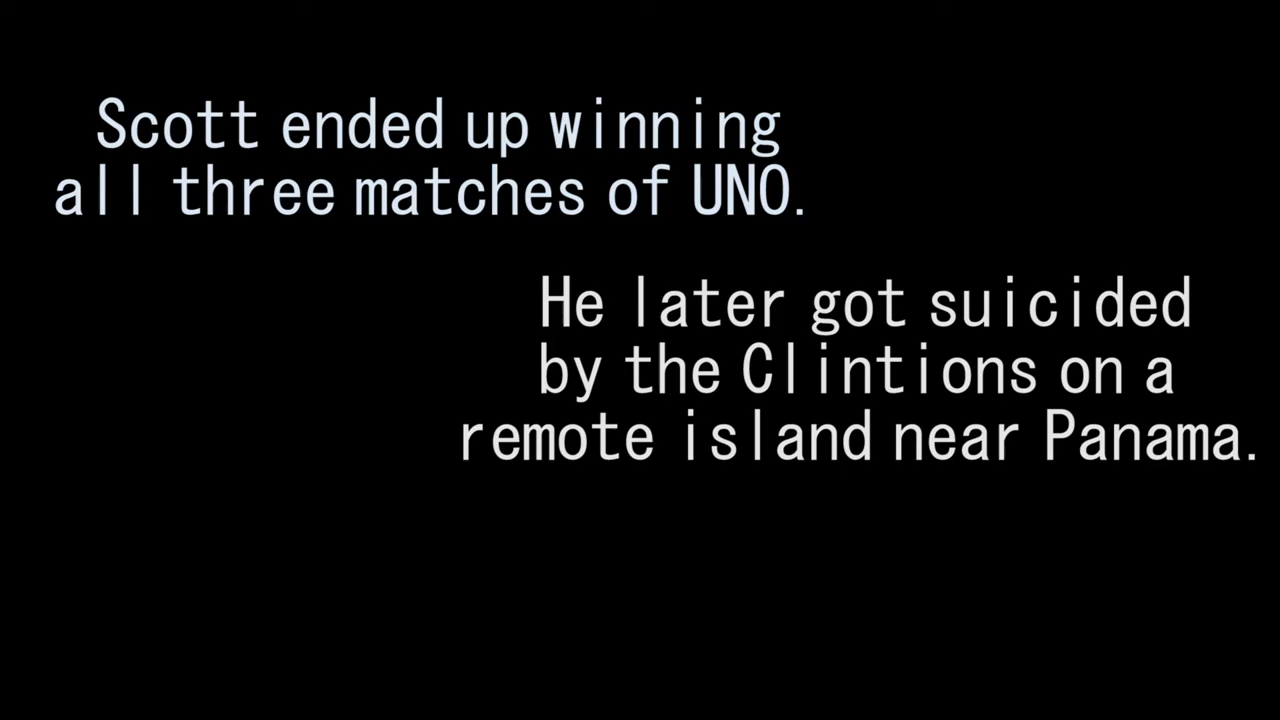 Scott ended up winning
all three matches of UNO.
He later got suicided
by the Clintions on a
remote island near Panama.